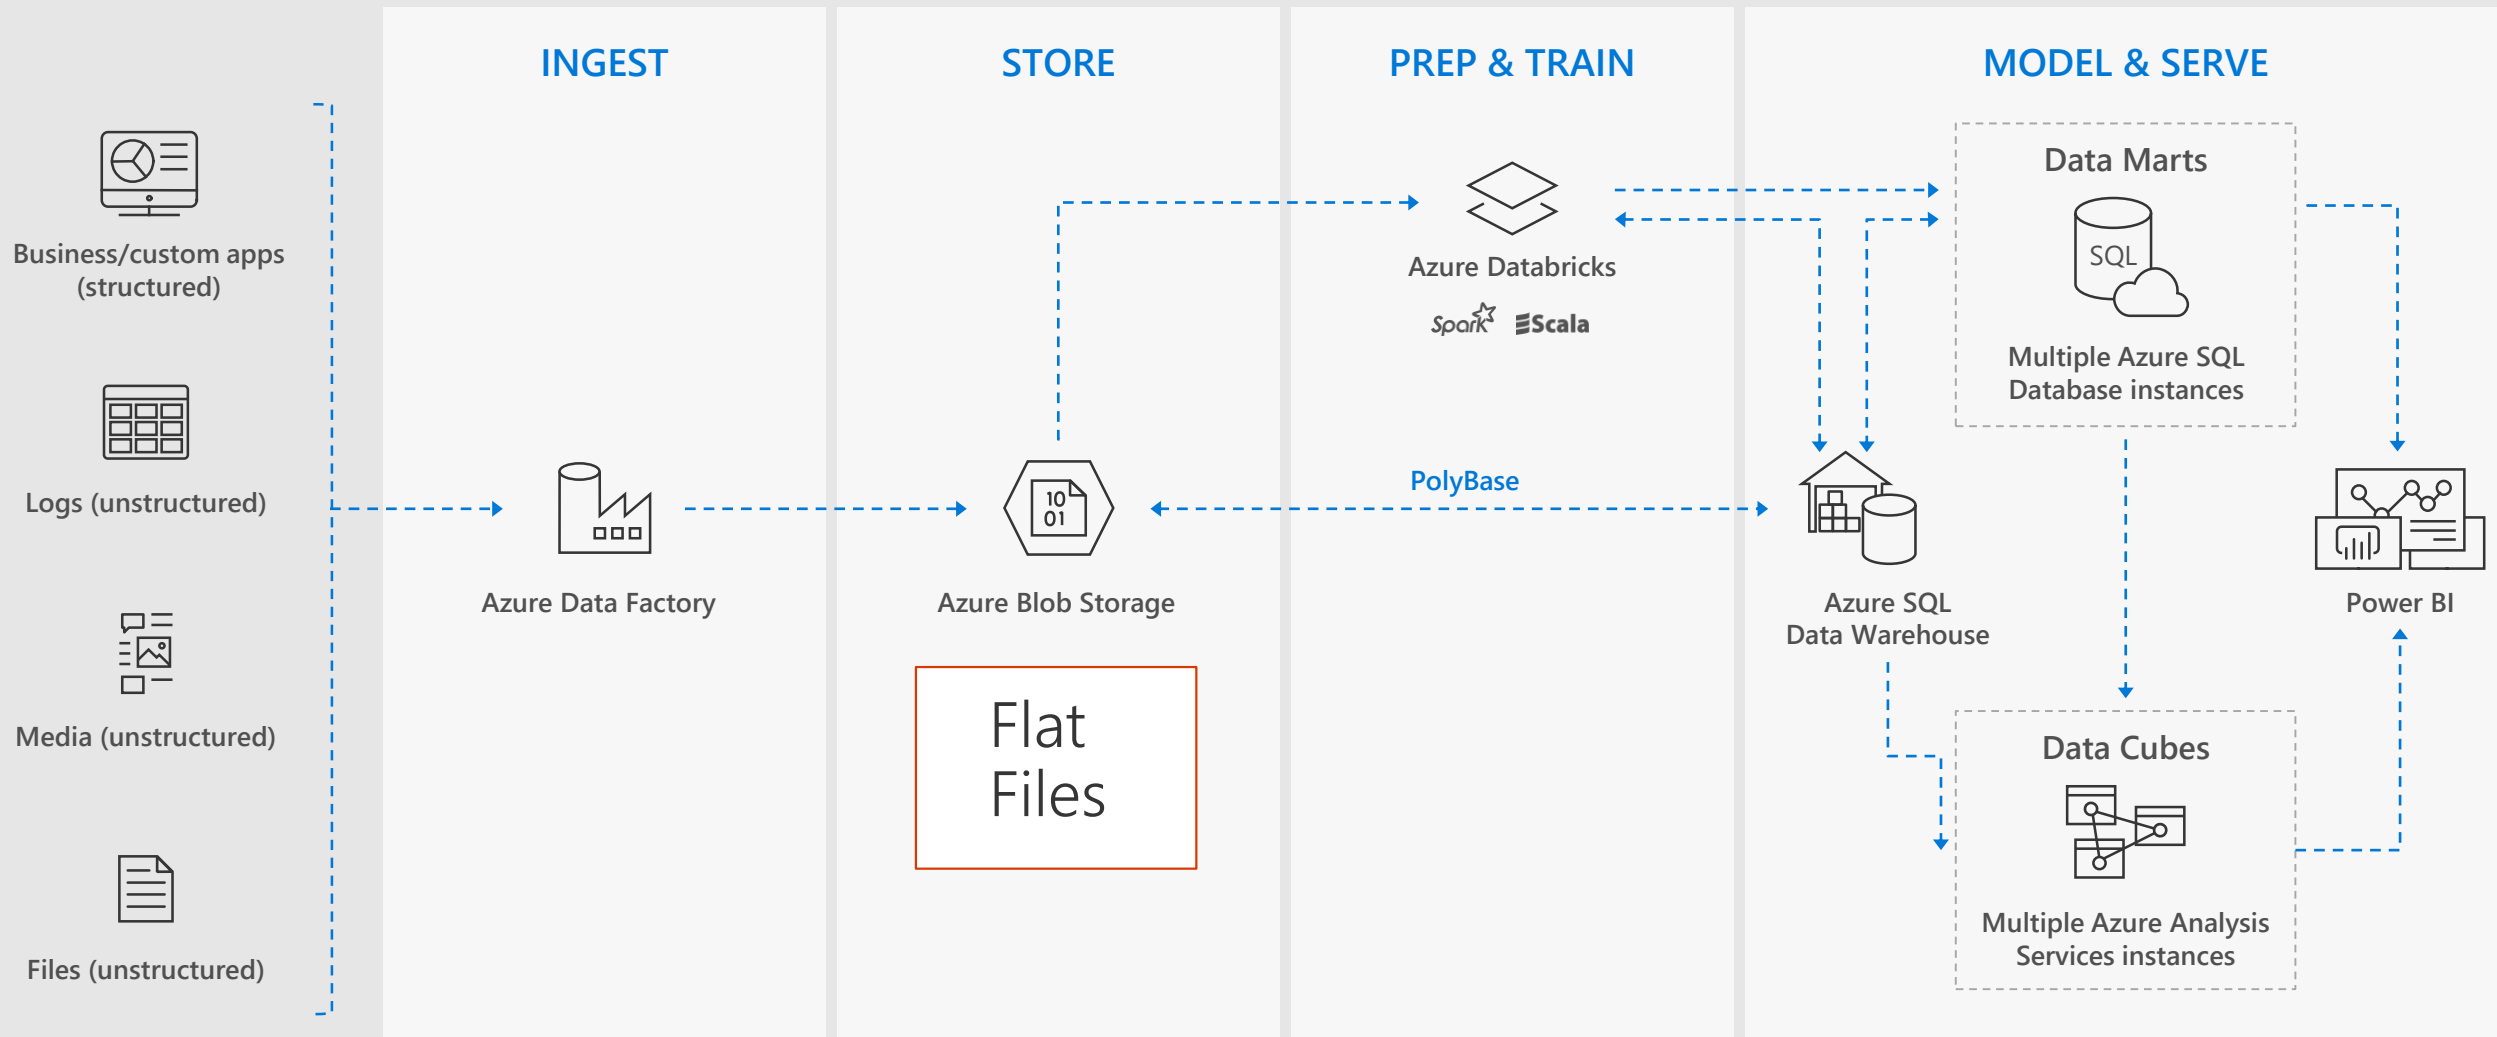 INGEST
STORE
PREP & TRAIN
MODEL & SERVE
Business/custom apps
(structured)
Logs (unstructured)
Media (unstructured)
Files (unstructured)
Azure Data Factory
10
01
Azure Blob Storage
Flat
Files
Azure Databricks
Spark
Scala
PolyBase
Data Marts
SQL
Multiple Azure SQL
Database instances
Azure SQL
Data Warehouse
Power BI
Data Cubes
Multiple Azure Analysis
Services instances